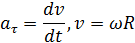 a_τ = dv/dt, v = ωR